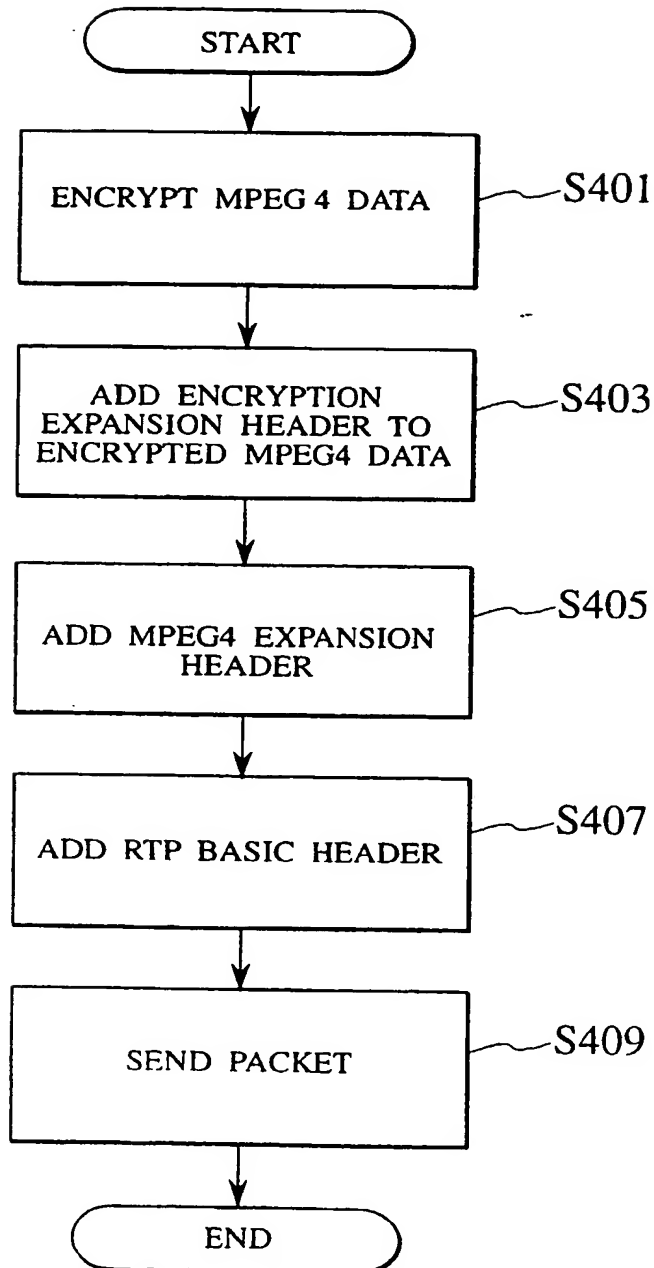 START
ENCRYPT MPEG 4 DATA
S401
ADD ENCRYPTION
EXPANSION HEADER TO
ENCRYPTED MPEG4 DATA
S403
ADD MPEG4 EXPANSION
HEADER
S405
ADD RTP BASIC HEADER
S407
SEND PACKET
S409
END